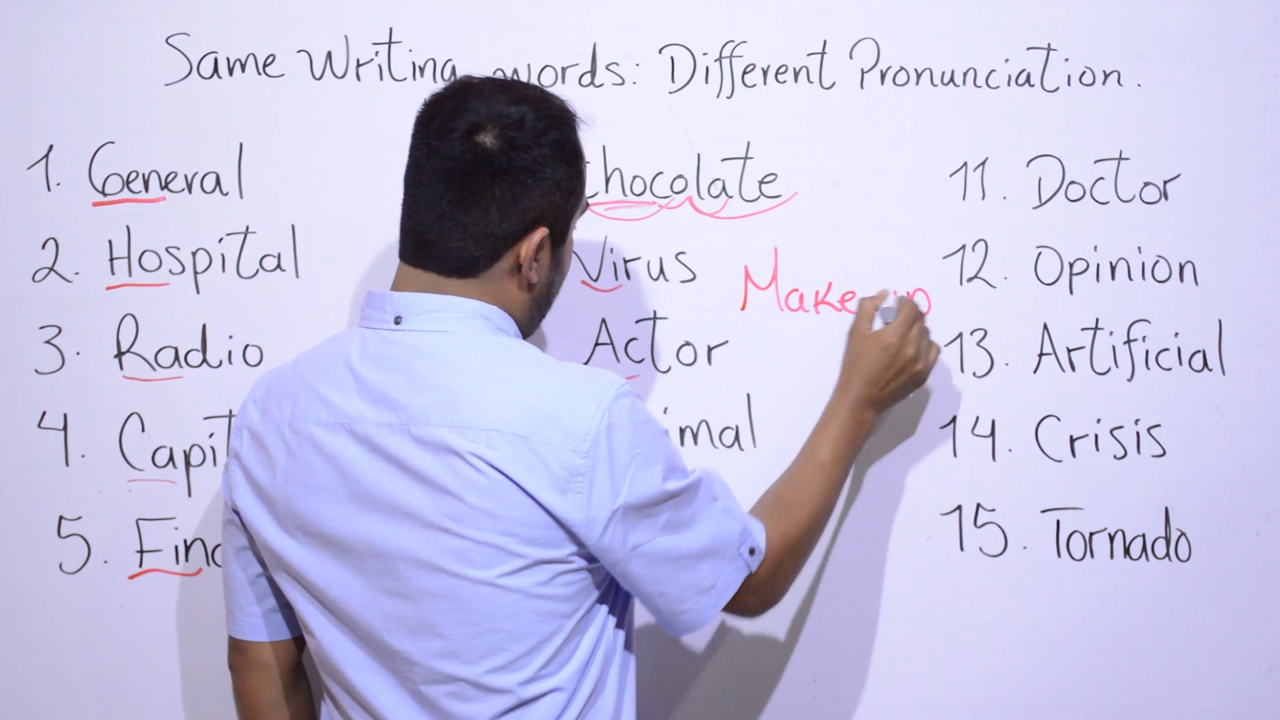 Same Writing words: Different Pronunciation.
1. General
2. Hospital
3. Radio
4. Capit
5. Fin
Chocolate
Virus
Actor
imal
Make up
11. Doctor
12. Opinion
13. Artificial
14. Crisis
15. Tornado